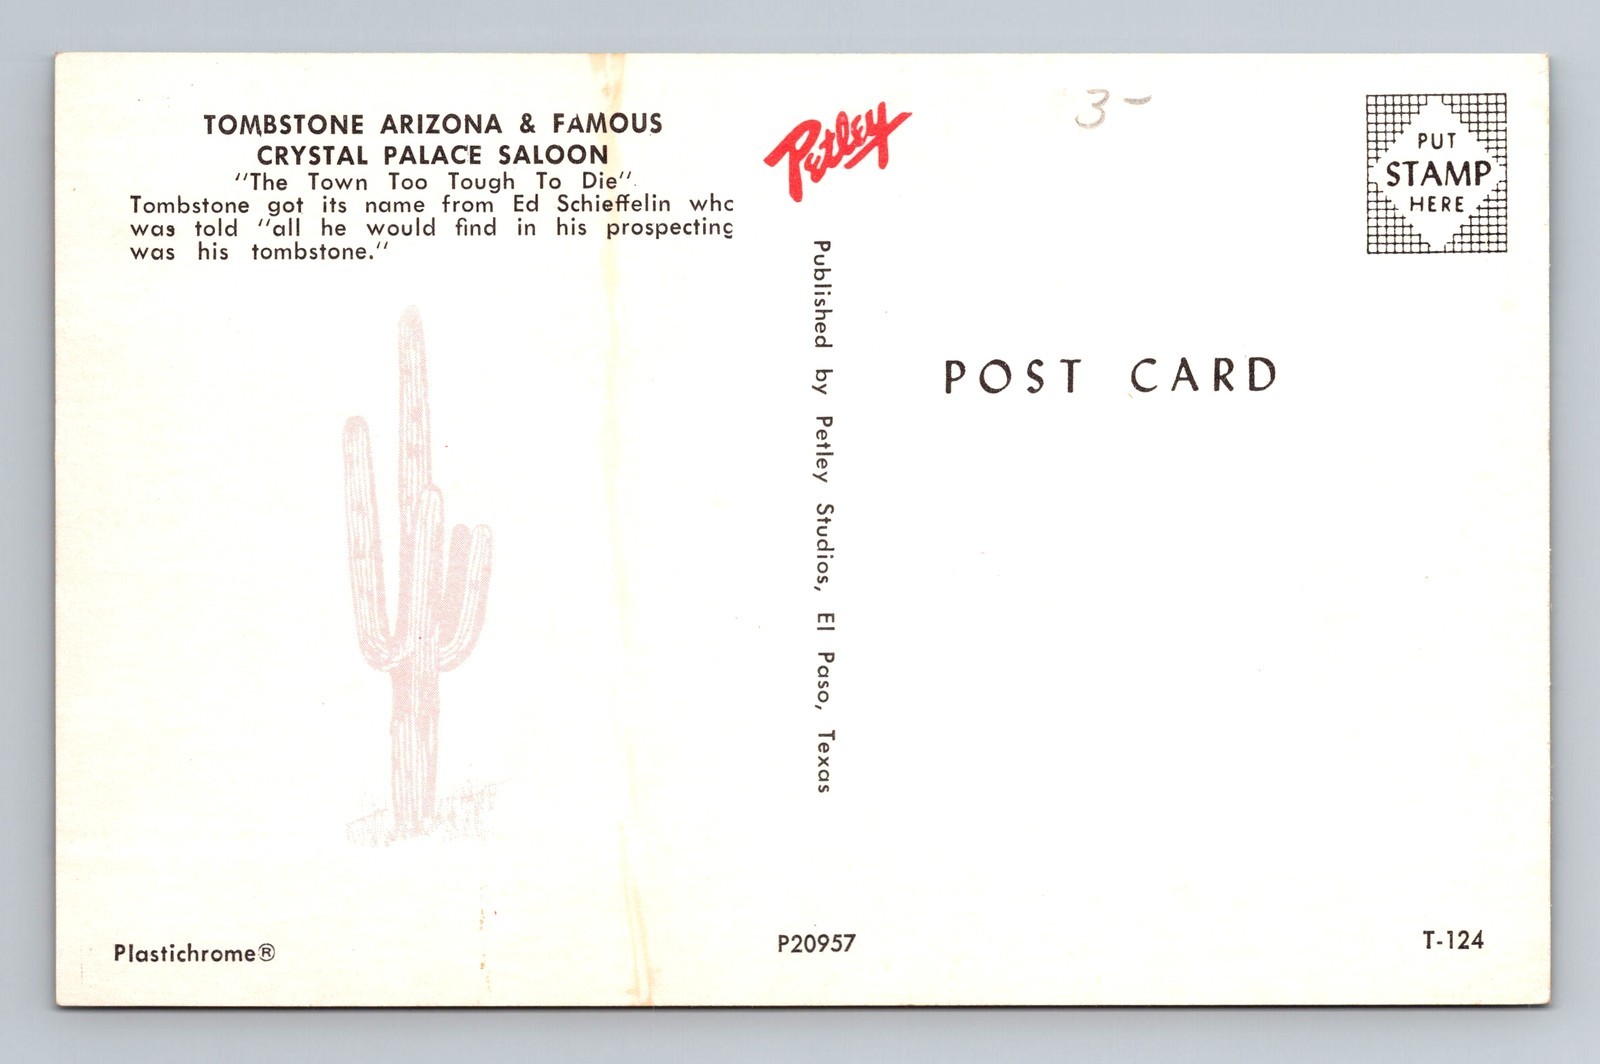 TOMBSTONE ARIZONA & FAMOUS
CRYSTAL PALACE SALOON
"The Town Too Tough To Die".
Tombstone got its name from Ed Schieffelin who
was told "all he would find in his prospecting
was his tombstone."
Petley
3-
PUT
STAMP
HERE
Published by Petley Studios, El Paso, Texas
POST CARD
Plastichrome®
P20957
T-124